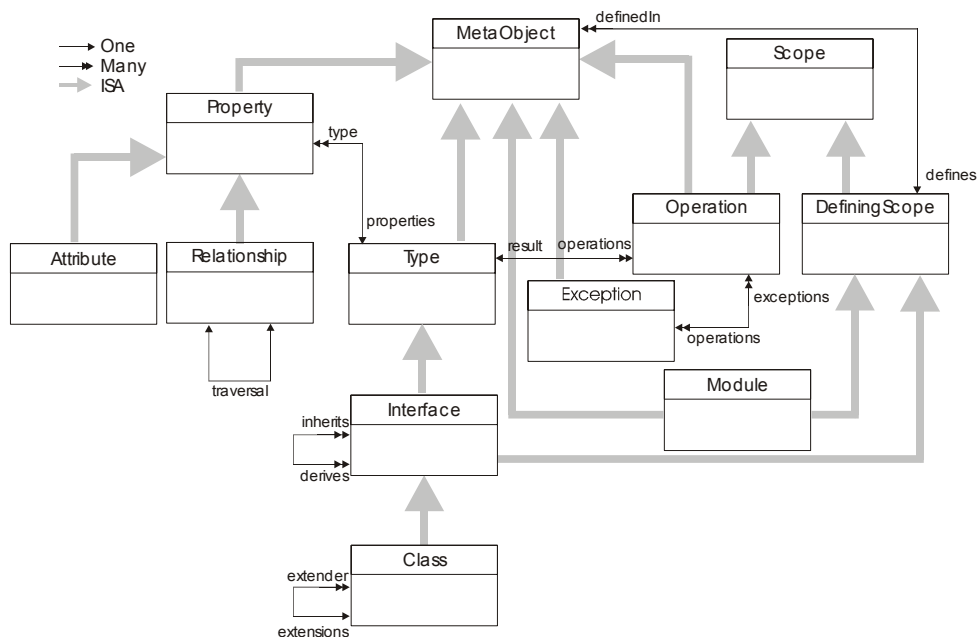 One
Many
ISA
MetaObject
definedIn
Scope
Property
type
defines
properties
Operation
DefiningScope
Attribute
Relationship
Type
result
operations
Exception
exceptions
operations
traversal
Module
Interface
inherits
derives
Class
extender
extensions